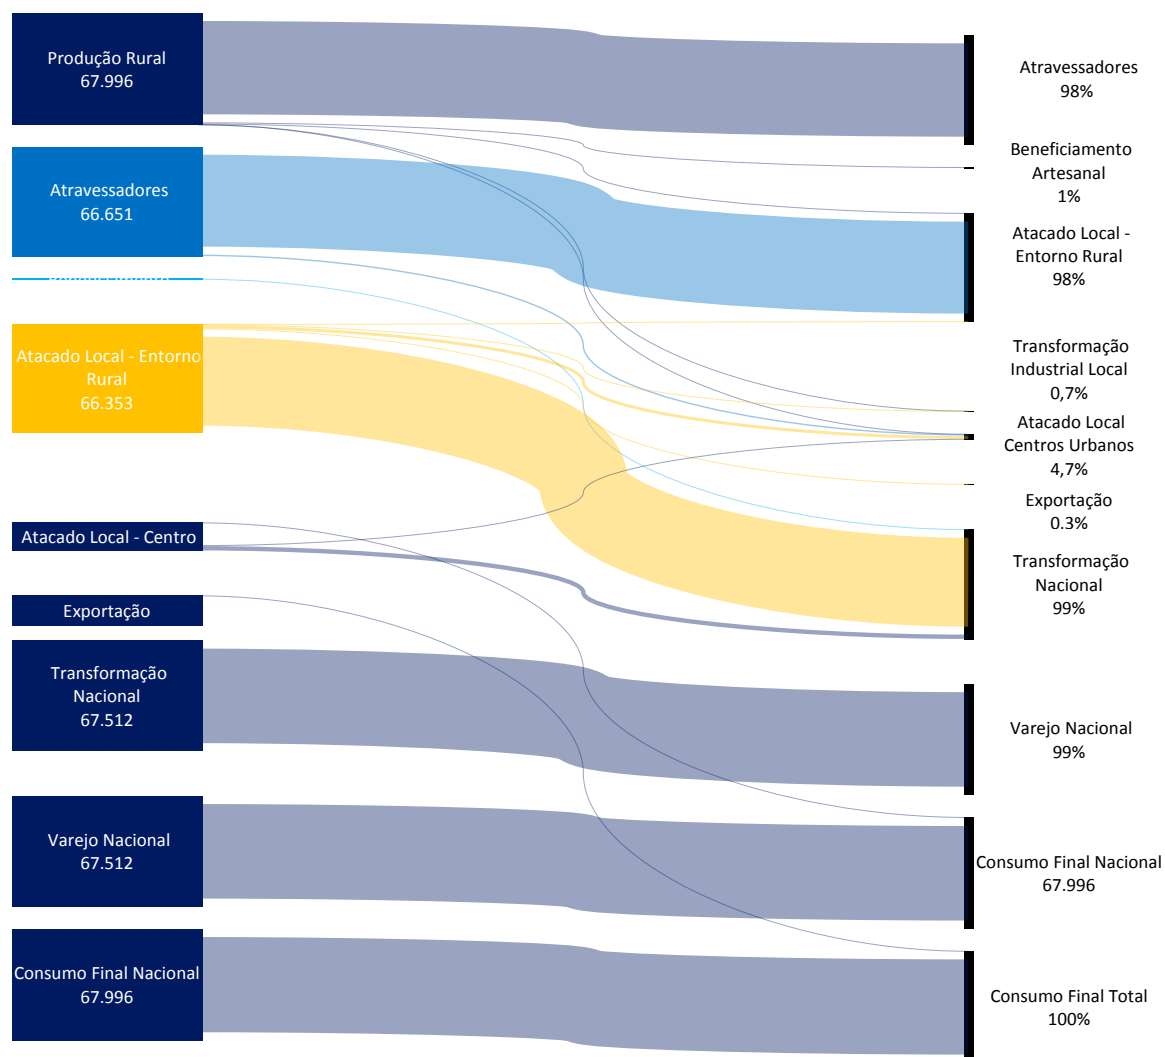 Produção Rural
67.996
Atravessadores
66.651
Beneficiamento
Atacado Local - Entorno
Rural
66.353
Atacado Local - Centro
Exportação
Transformação
Nacional
67.512
Varejo Nacional
67.512
Consumo Final Nacional
67.996
Atravessadores
98%
Beneficiamento
Artesanal
1%
Atacado Local -
Entorno Rural
98%
Transformação
Industrial Local
0,7%
Atacado Local
Centros Urbanos
4,7%
Exportação
0.3%
Transformação
Nacional
99%
Varejo Nacional
99%
Consumo Final Nacional
67.996
Consumo Final Total
100%